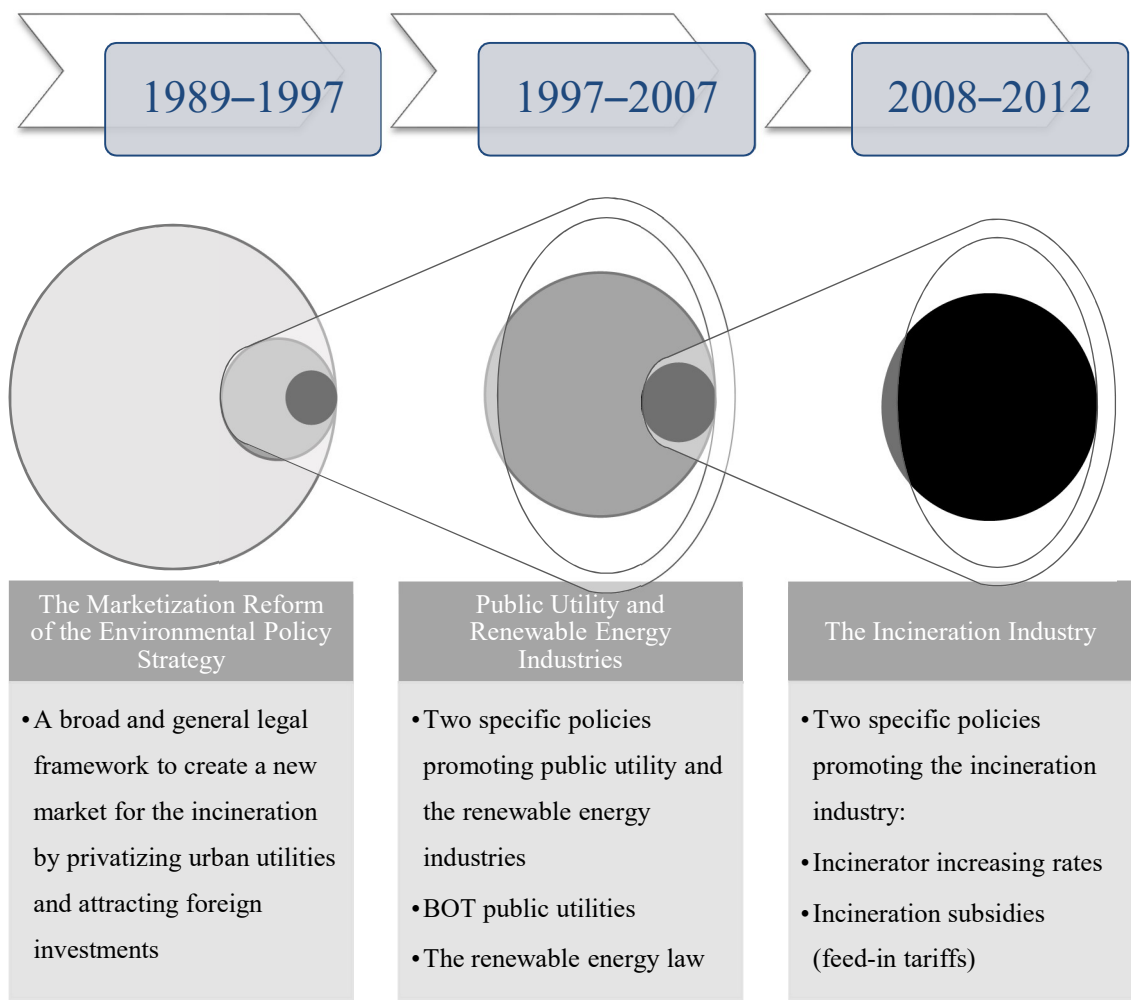 1989–1997
1997–2007
2008–2012
The Marketization Reform
of the Environmental Policy
Strategy
• A broad and general legal
framework to create a new
market for the incineration
by privatizing urban utilities
and attracting foreign
investments
Public Utility and
Renewable Energy
Industries
• Two specific policies
promoting public utility and
the renewable energy
industries
• BOT public utilities
• The renewable energy law
The Incineration Industry
• Two specific policies
promoting the incineration
industry:
• Incinerator increasing rates
• Incineration subsidies
(feed-in tariffs)